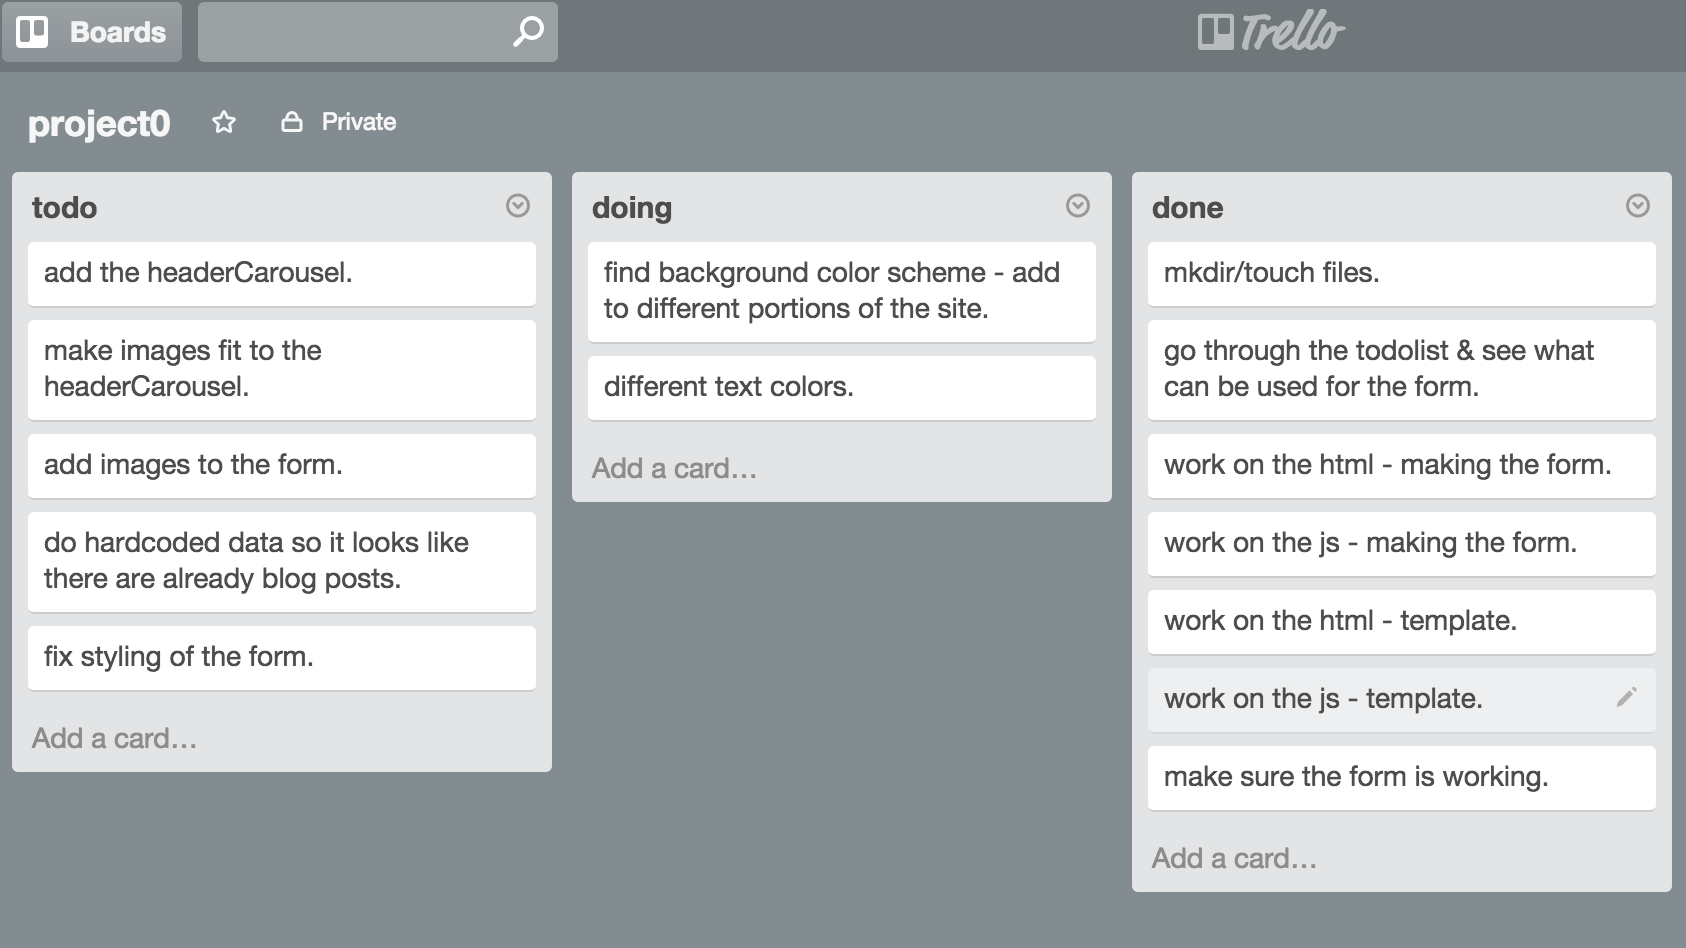 Boards
Trello
project0
Private
todo
add the headerCarousel.
make images fit to the
headerCarousel.
add images to the form.
do hardcoded data so it looks like
there are already blog posts.
fix styling of the form.
Add a card…
doing
find background color scheme - add
to different portions of the site.
different text colors.
Add a card…
done
mkdir/touch files.
go through the todolist & see what
can be used for the form.
work on the html - making the form.
work on the js - making the form.
work on the html - template.
work on the js - template.
make sure the form is working.
Add a card…